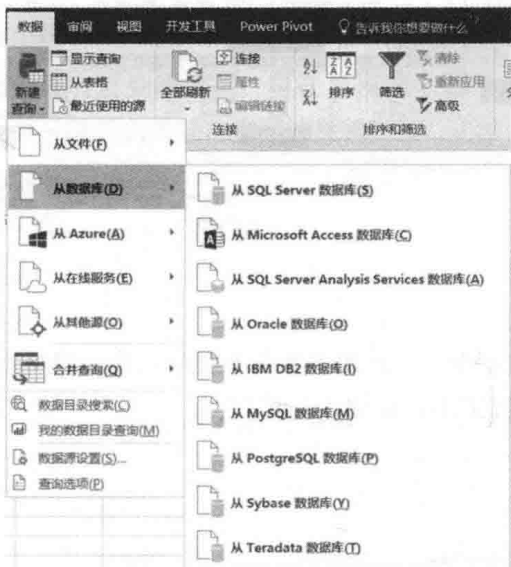 数据 审阅 视图 开发工具 Power Pivot 告诉我你想要做什么
新建查询
显示查询
从表格
最近使用的源
全部刷新
连接
属性
编辑链接
连接
排序
筛选
清除
重新应用
高级
排序和筛选
从文件(F)
从数据库(D)
从 Azure(A)
从在线服务(E)
从其他源(O)
合并查询(Q)
数据目录搜索(C)
我的数据目录查询(M)
数据源设置(S)...
查询选项(P)
从 SQL Server 数据库(S)
从 Microsoft Access 数据库(C)
从 SQL Server Analysis Services 数据库(A)
从 Oracle 数据库(O)
从 IBM DB2 数据库(I)
从 MySQL 数据库(M)
从 PostgreSQL 数据库(P)
从 Sybase 数据库(Y)
从 Teradata 数据库(T)